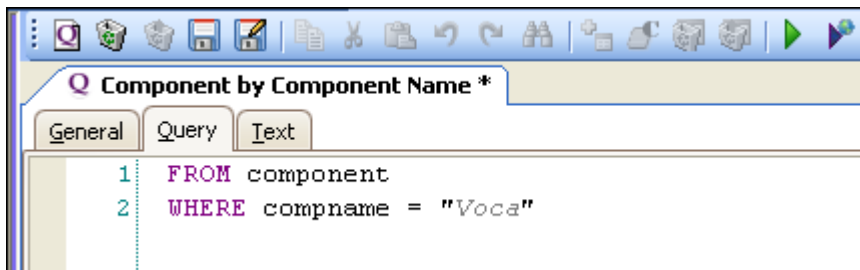 Q Component by Component Name *
General Query Text
1 FROM component
2 WHERE compname = "Voca"